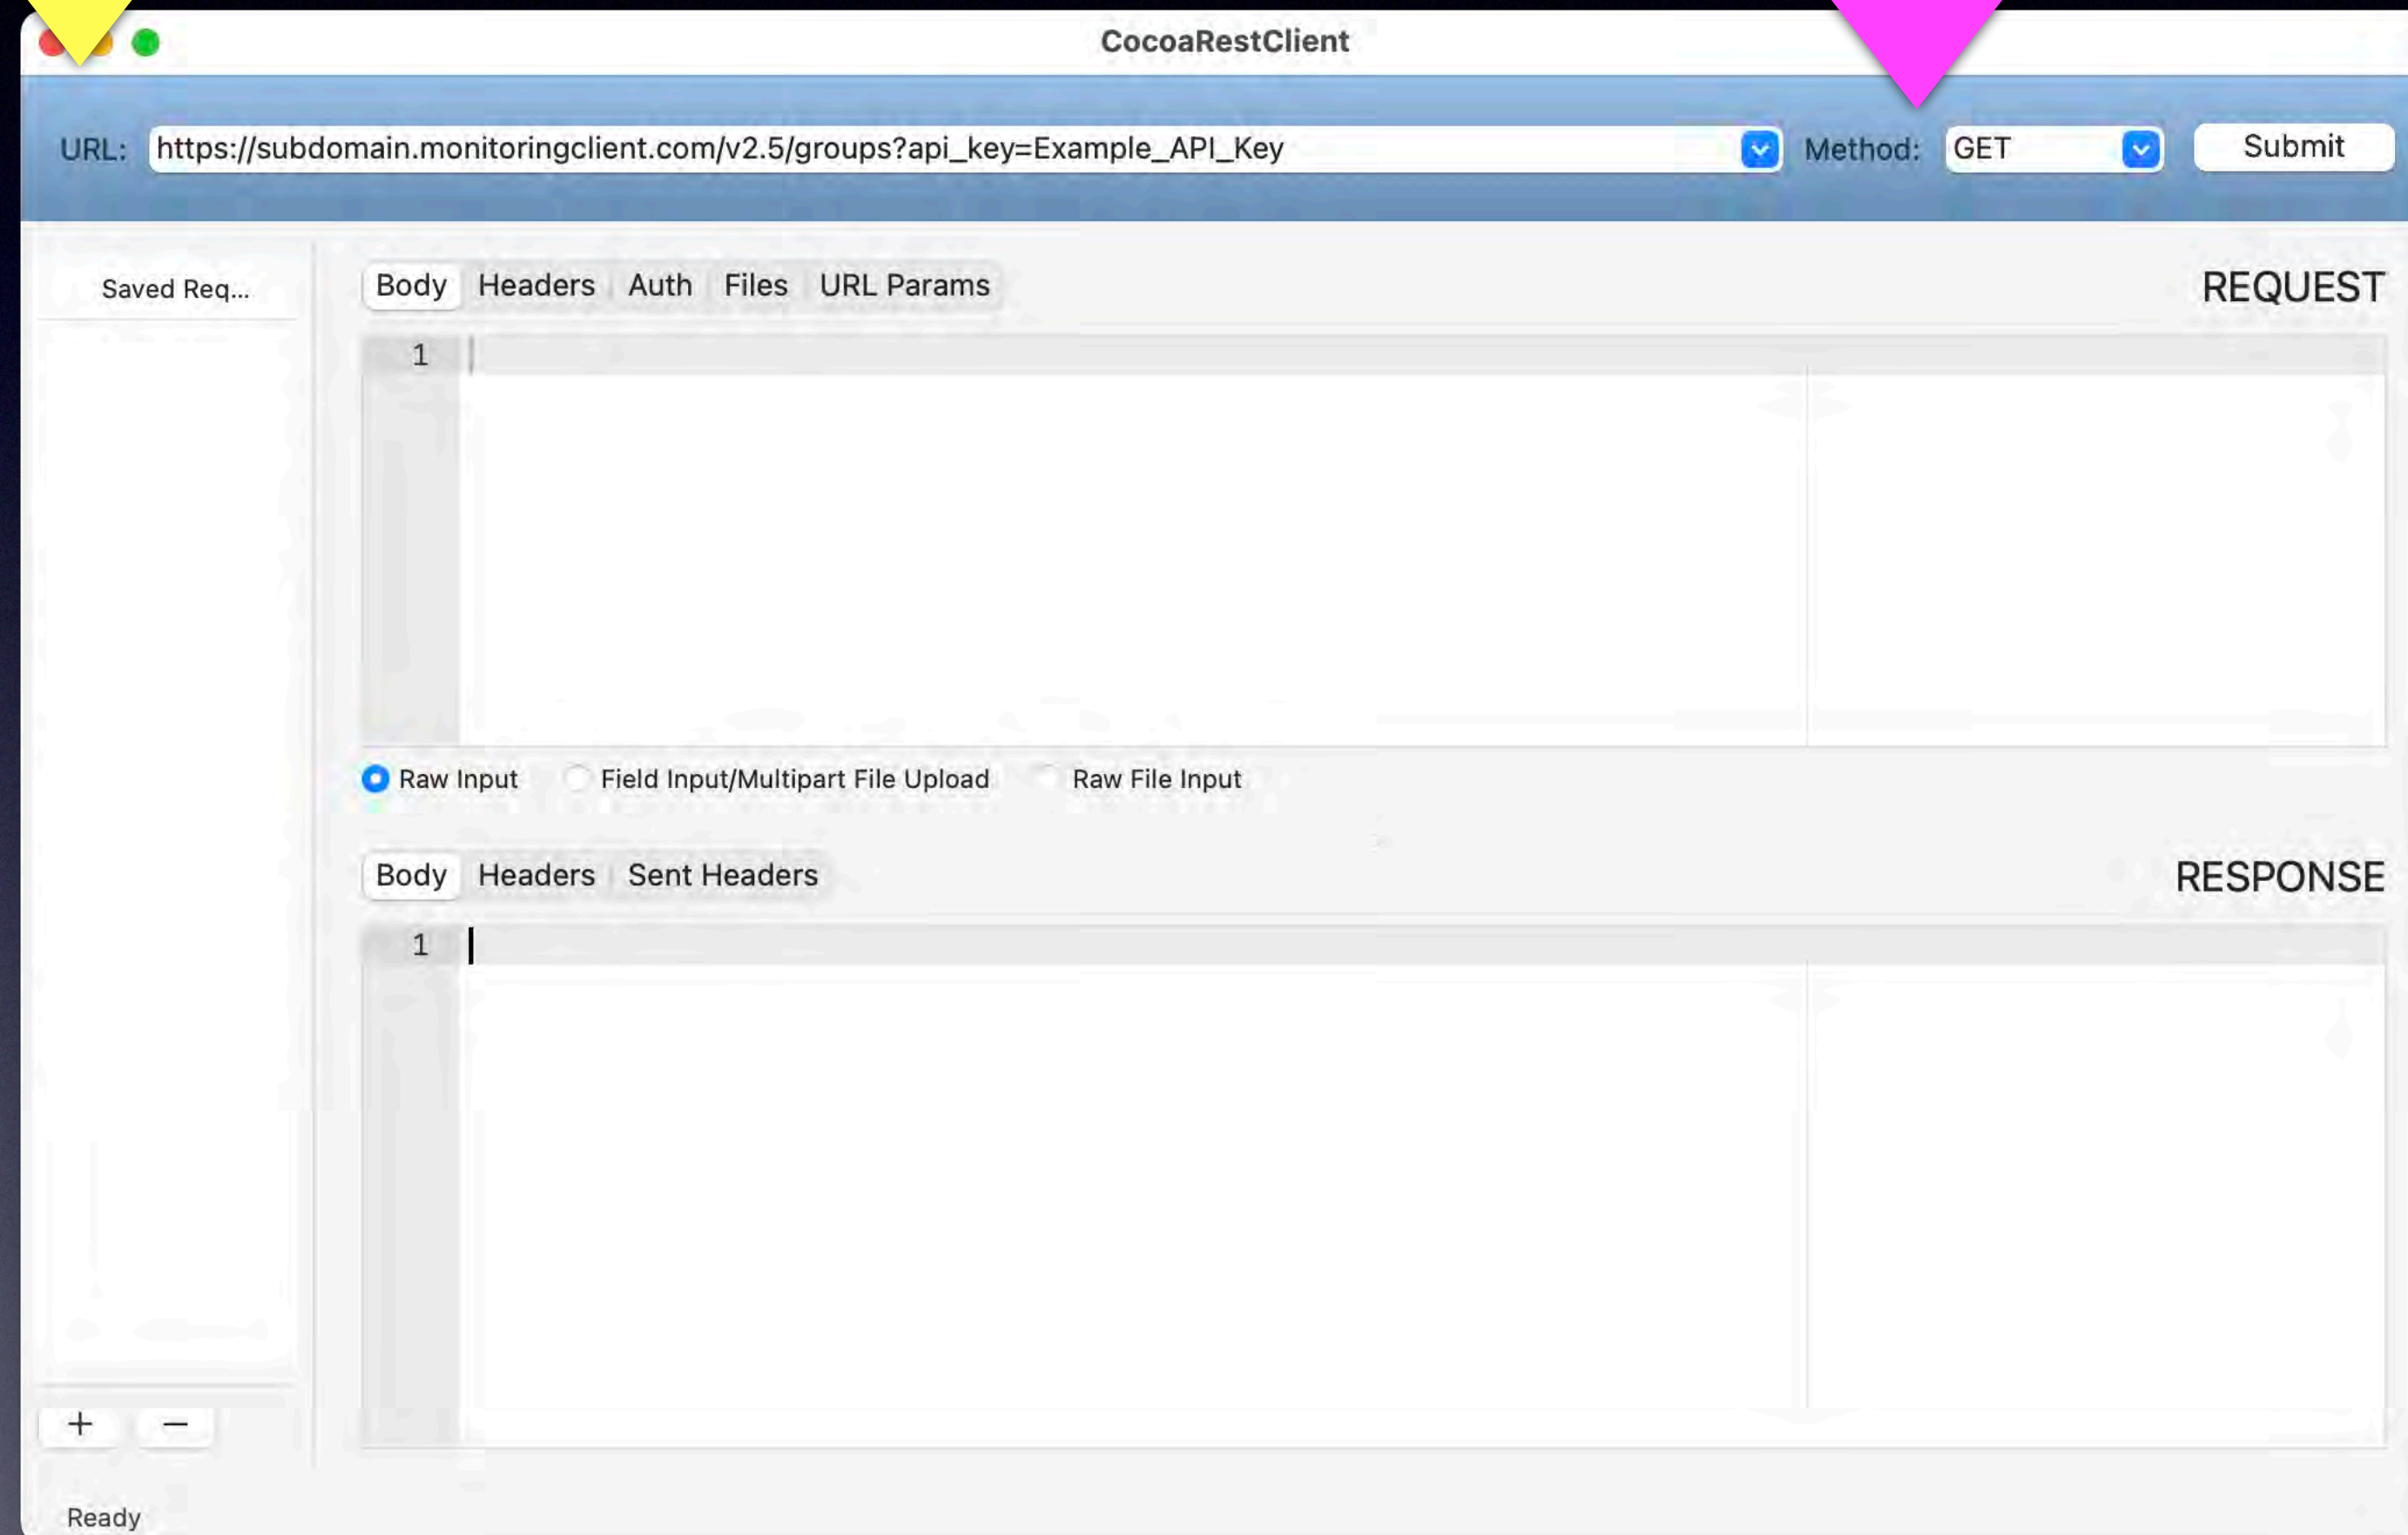 CocoaRestClient
URL: https://subdomain.monitoringclient.com/v2.5/groups?api_key=Example_API_Key Method: GET Submit
Saved Req...
Body Headers Auth Files URL Params REQUEST
1
Raw Input Field Input/Multipart File Upload Raw File Input
Body Headers Sent Headers RESPONSE
1
+ −
Ready